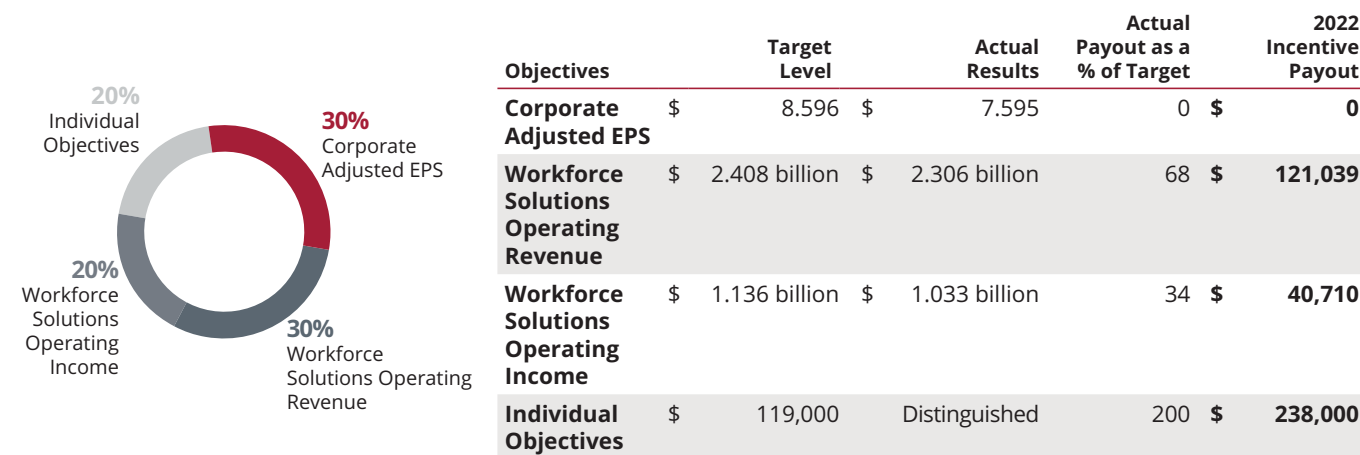 20%
Individual
Objectives
30%
Corporate
Adjusted EPS
20%
Workforce
Solutions
Operating
Income
30%
Workforce
Solutions Operating
Revenue
Objectives Target Level Actual Results Actual Payout as a % of Target 2022 Incentive Payout
Corporate Adjusted EPS $ 8.596 $ 7.595 0 $ 0
Workforce Solutions Operating Revenue $ 2.408 billion $ 2.306 billion 68 $ 121,039
Workforce Solutions Operating Income $ 1.136 billion $ 1.033 billion 34 $ 40,710
Individual Objectives $ 119,000 Distinguished 200 $ 238,000